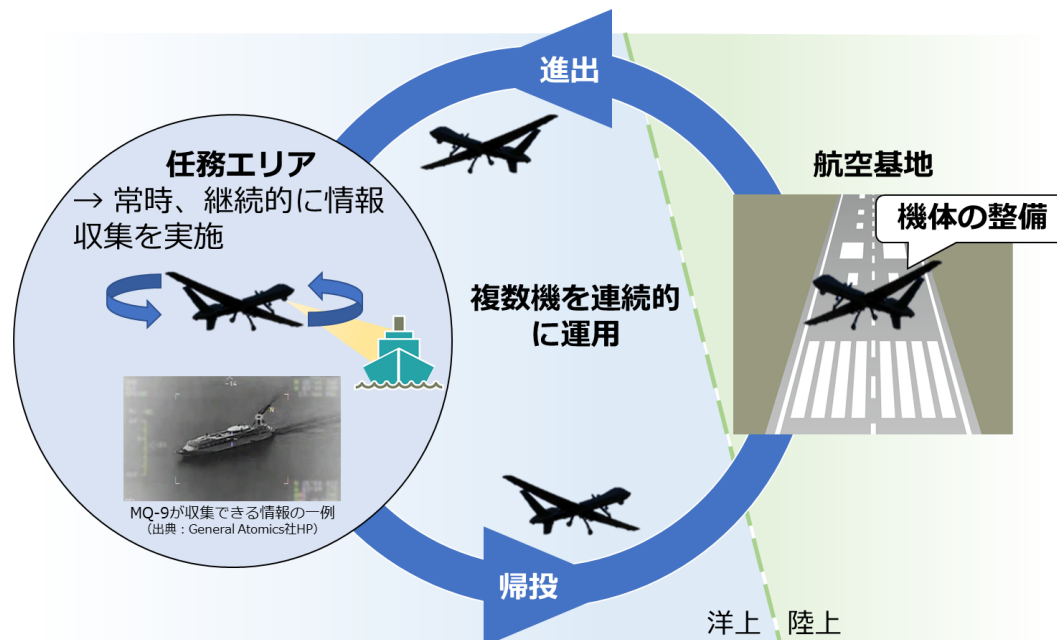 進出
任務エリア
→ 常時、継続的に情報
収集を実施
航空基地
機体の整備
複数機を連続的
に運用
N
MQ-9が収集できる情報の一例
（出典：General Atomics社HP）
帰投
洋上
陸上